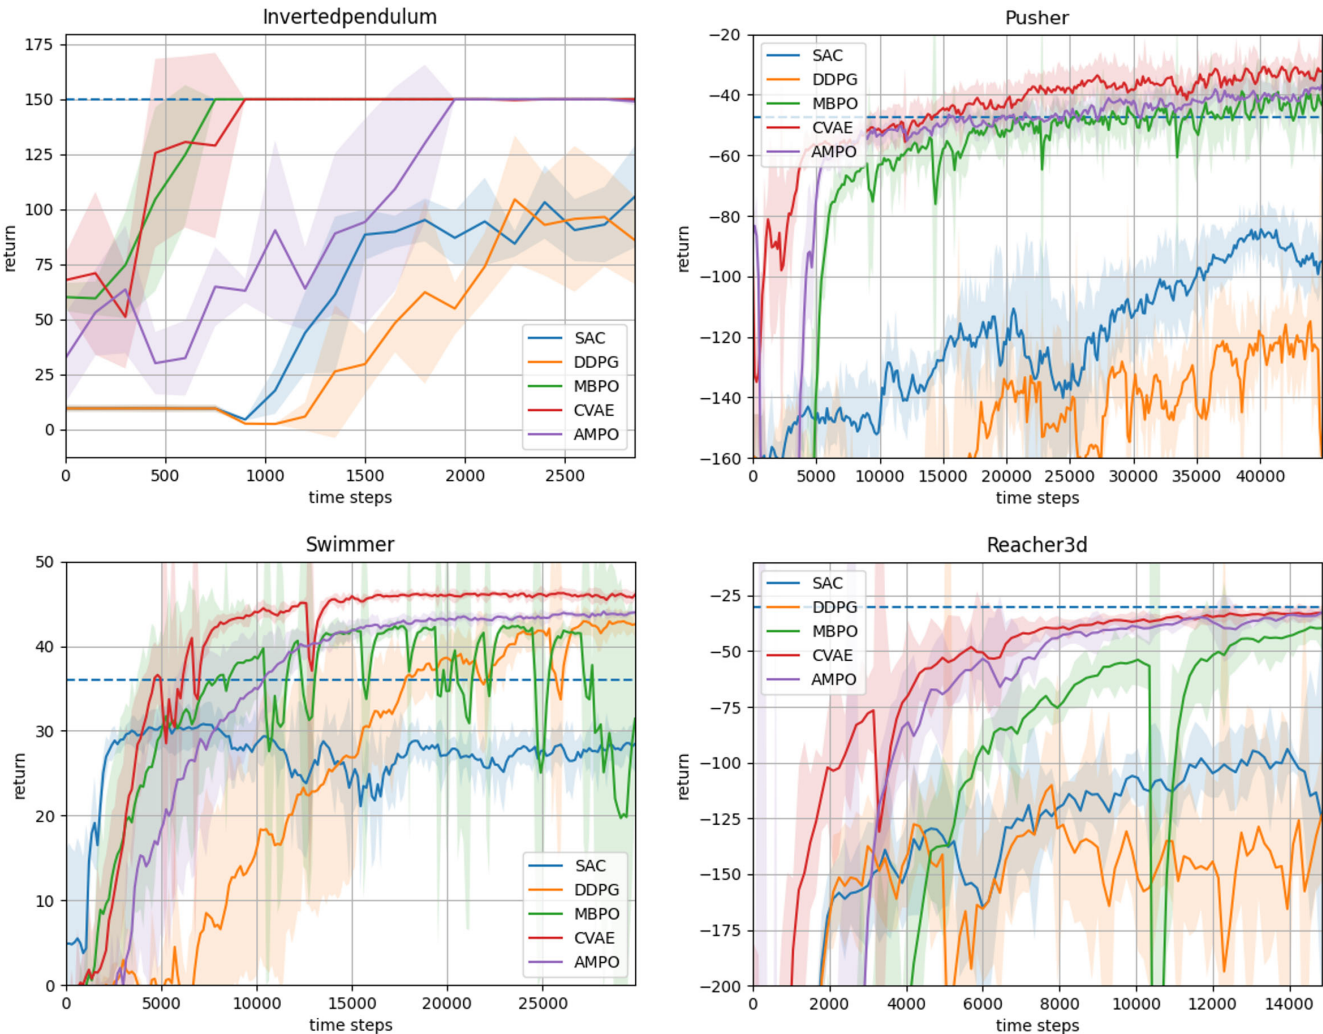 Invertedpendulum
175
150
125
100
75
50
25
0
return
0 500 1000 1500 2000 2500
time steps
SAC
DDPG
MBPO
CVAE
AMPO
Pusher
−20
−40
−60
−80
−100
−120
−140
−160
return
0 5000 10000 15000 20000 25000 30000 35000 40000
time steps
SAC
DDPG
MBPO
CVAE
AMPO
Swimmer
50
40
30
20
10
0
return
0 5000 10000 15000 20000 25000
time steps
SAC
DDPG
MBPO
CVAE
AMPO
Reacher3d
−25
−50
−75
−100
−125
−150
−175
−200
return
0 2000 4000 6000 8000 10000 12000 14000
time steps
SAC
DDPG
MBPO
CVAE
AMPO